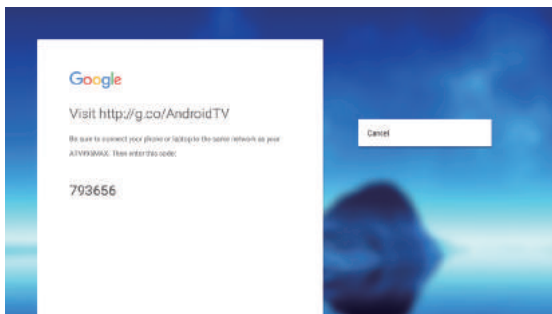 Google
Visit http://g.co/AndroidTV
Be sure to connect your phone or laptop to the same network as your
ATV495MAX. Then enter this code:
793656
Cancel